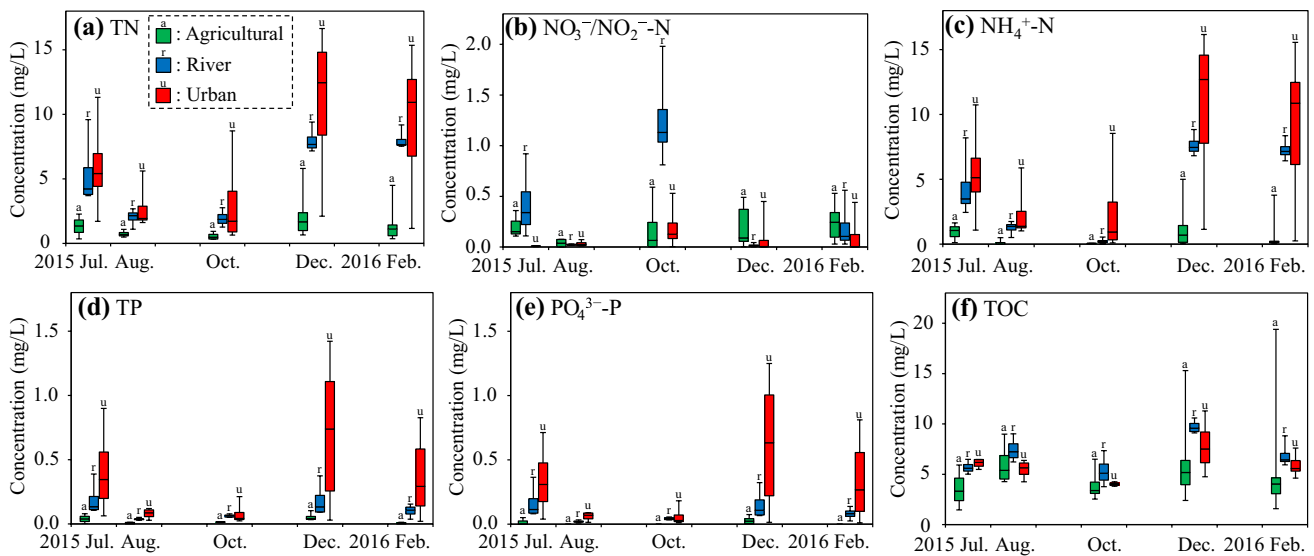 (a) TN
a : Agricultural
r : River
u : Urban
Concentration (mg/L)
15
10
5
0
a r u a r u a r u a r u a r u
2015 Jul. Aug. Oct. Dec. 2016 Feb.
(b) NO₃⁻/NO₂⁻-N
Concentration (mg/L)
2.0
1.5
1.0
0.5
0.0
a r u a r u a r u a r u a r u
2015 Jul. Aug. Oct. Dec. 2016 Feb.
(c) NH₄⁺-N
Concentration (mg/L)
15
10
5
0
a r u a r u a r u a r u a r u
2015 Jul. Aug. Oct. Dec. 2016 Feb.
(d) TP
Concentration (mg/L)
1.5
1.0
0.5
0.0
a r u a r u a r u a r u a r u
2015 Jul. Aug. Oct. Dec. 2016 Feb.
(e) PO₄³⁻-P
Concentration (mg/L)
1.5
1.0
0.5
0.0
a r u a r u a r u a r u a r u
2015 Jul. Aug. Oct. Dec. 2016 Feb.
(f) TOC
Concentration (mg/L)
20
15
10
5
0
a r u a r u a r u a r u a r u
2015 Jul. Aug. Oct. Dec. 2016 Feb.